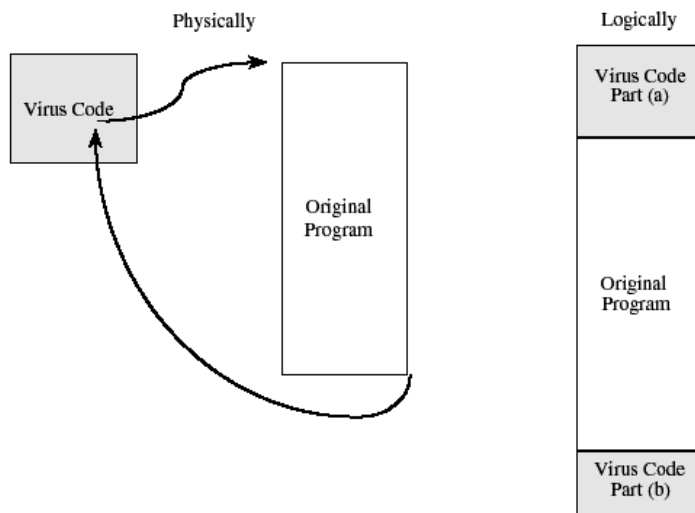 Physically
Virus Code
Original
Program
Logically
Virus Code
Part (a)
Original
Program
Virus Code
Part (b)